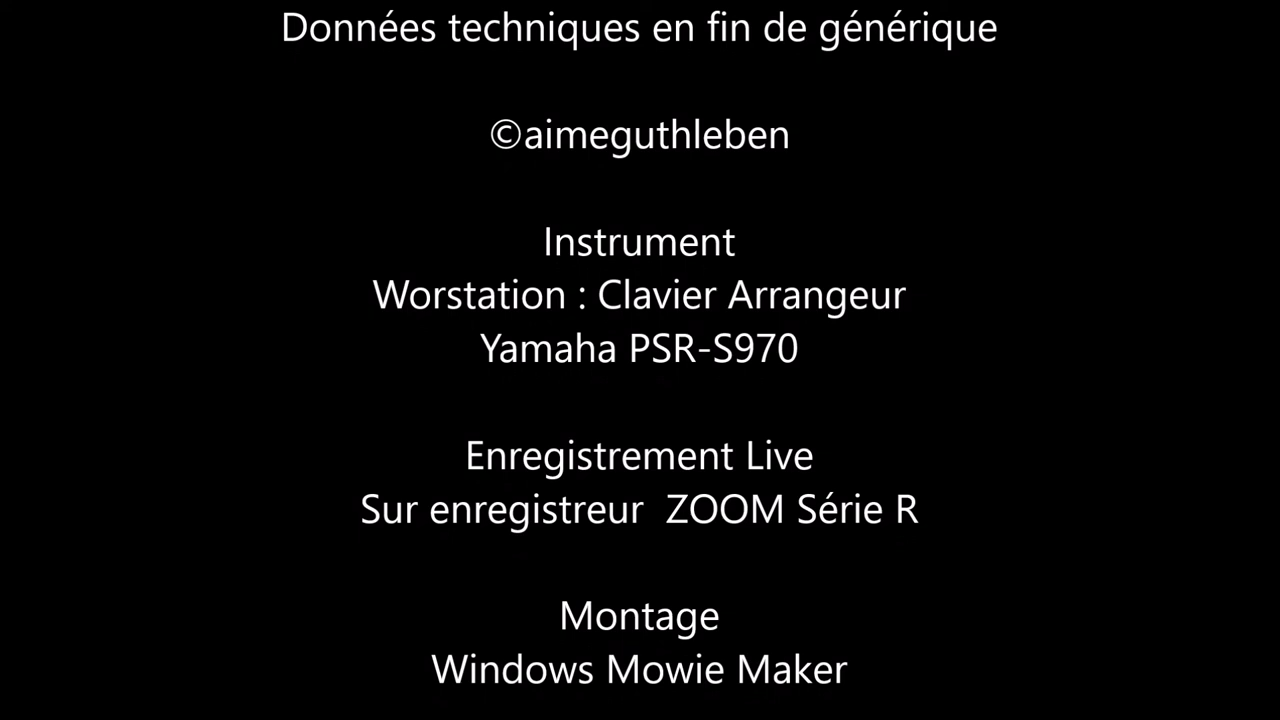 Données techniques en fin de générique
©aimeguthleben
Instrument
Worstation : Clavier Arrangeur
Yamaha PSR-S970
Enregistrement Live
Sur enregistreur  ZOOM Série R
Montage
Windows Mowie Maker